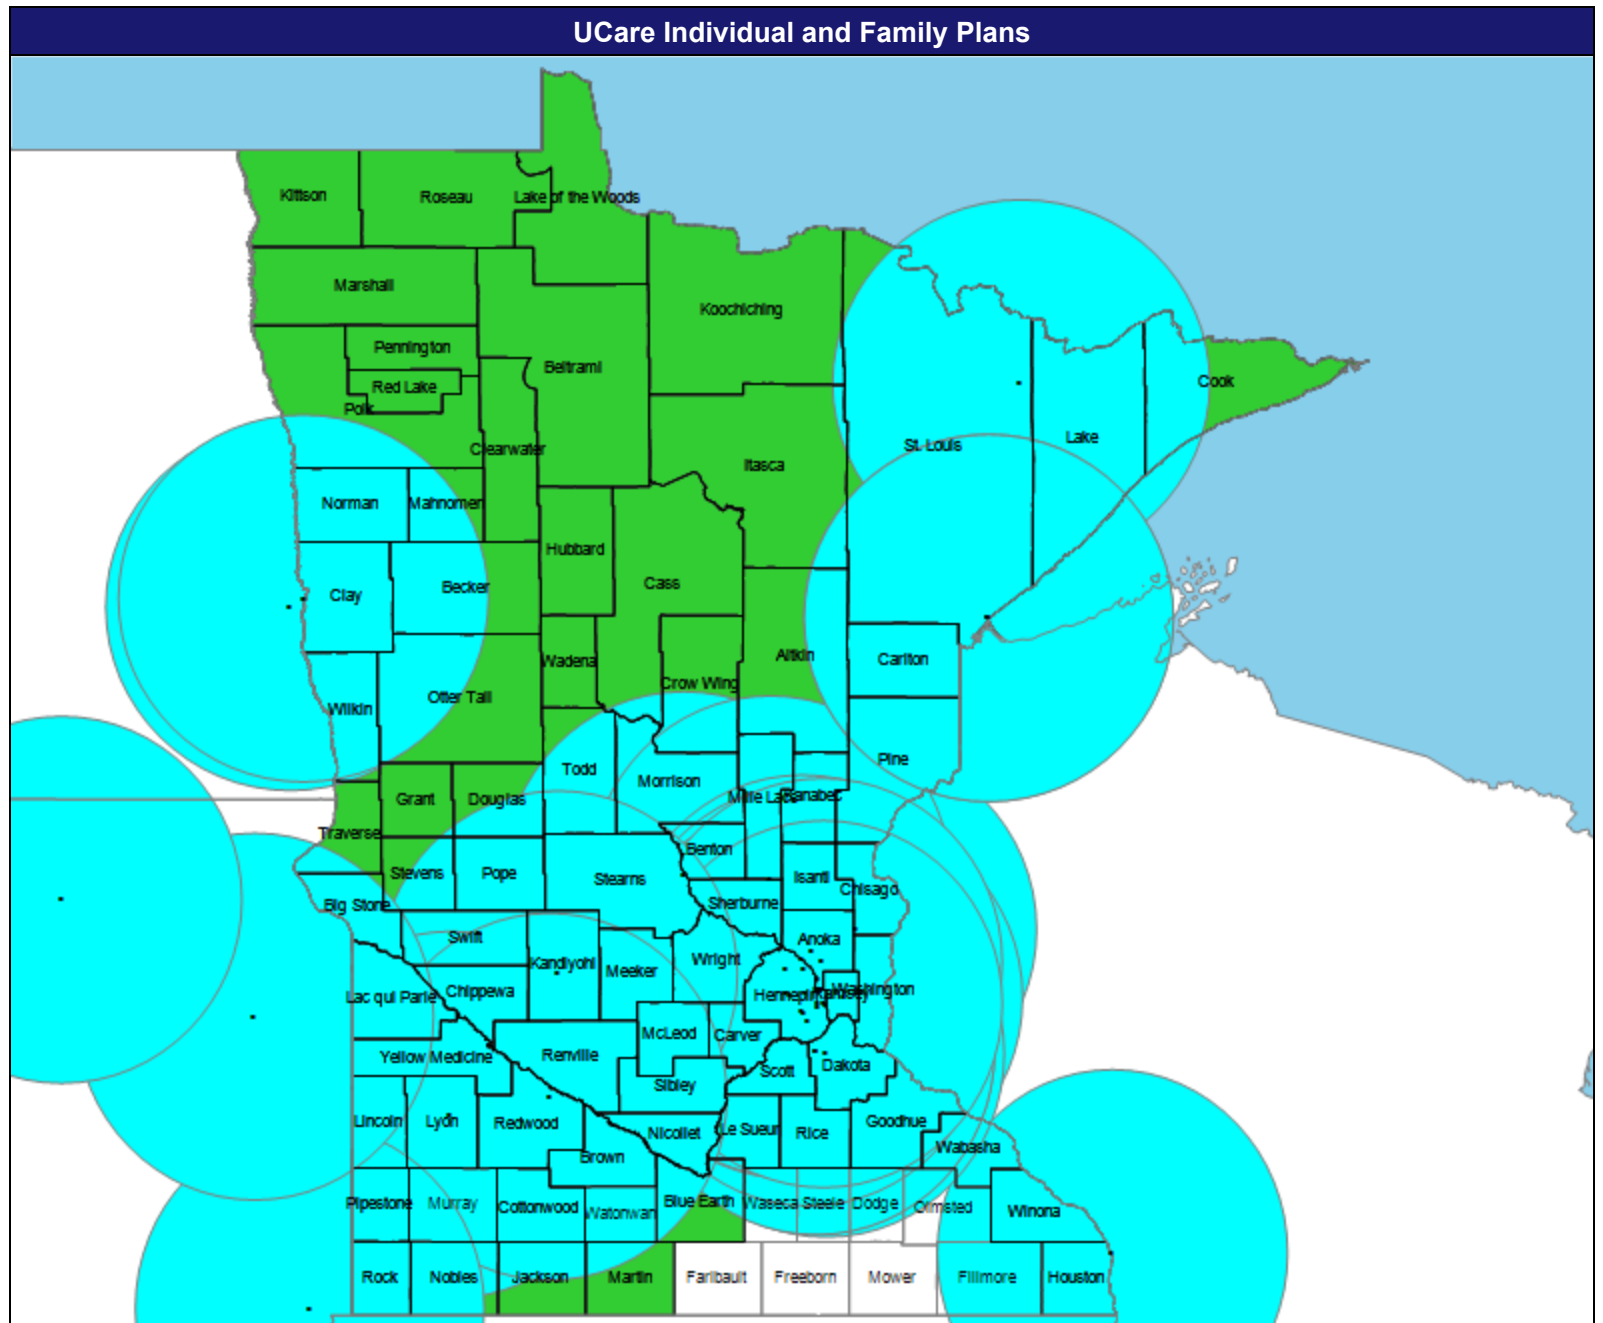 UCare Individual and Family Plans
Kittson
Roseau
Lake of the Woods
Marshall
Koochiching
Pennington
Beltrami
Red Lake
Cook
Polk
Lake
St. Louis
Clearwater
Itasca
Norman
Mahnomen
Hubbard
Cass
Becker
Clay
Aitkin
Carlton
Wadena
Crow Wing
Otter Tail
Wilkin
Pine
Todd
Morrison
Mille Lacs
Kanabec
Grant
Douglas
Traverse
Benton
Stevens
Pope
Stearns
Isanti
Chisago
Big Stone
Sherburne
Swift
Anoka
Kandiyohi
Meeker
Wright
Lac qui Parle
Chippewa
Hennepin
Ramsey
Washington
McLeod
Carver
Yellow Medicine
Renville
Scott
Dakota
Sibley
Lincoln
Lyon
Redwood
Nicollet
Le Sueur
Rice
Goodhue
Wabasha
Brown
Pipestone
Murray
Cottonwood
Watonwan
Blue Earth
Waseca
Steele
Dodge
Olmsted
Winona
Rock
Nobles
Jackson
Martin
Faribault
Freeborn
Mower
Fillmore
Houston